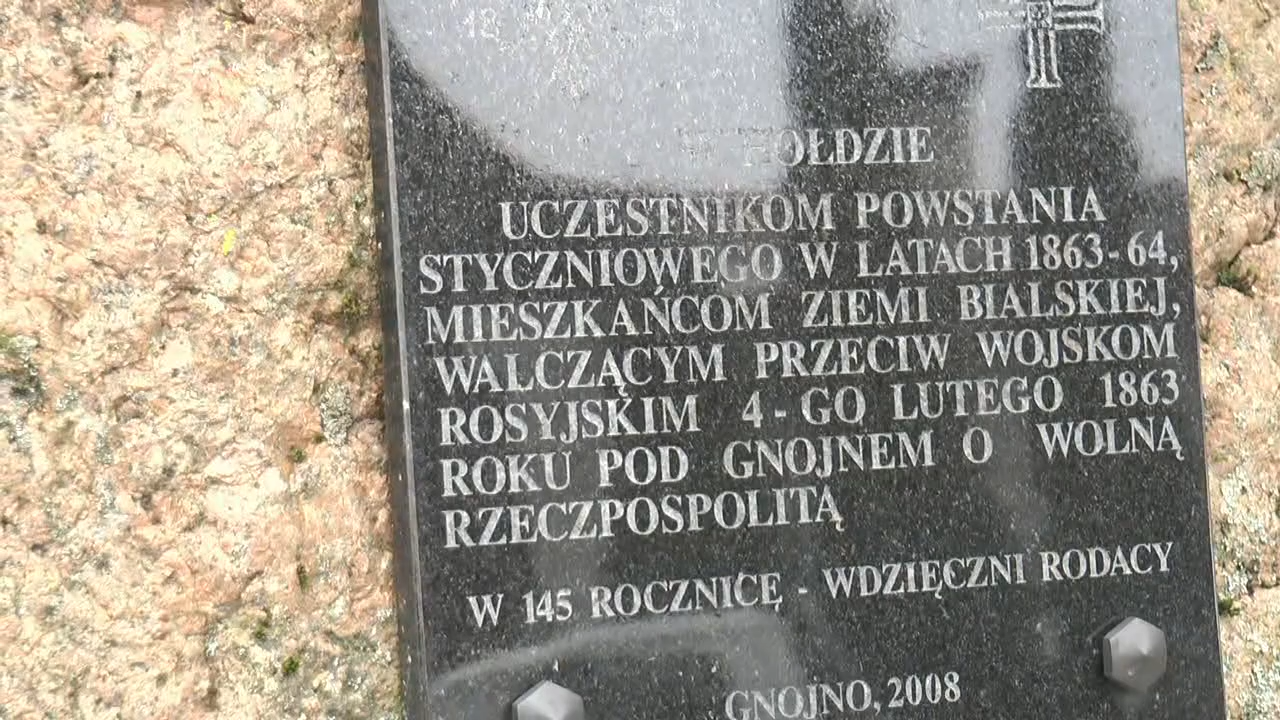 HOŁDZIE
UCZESTNIKOM POWSTANIA
STYCZNIOWEGO W LATACH 1863-64,
MIESZKAŃCOM ZIEMI BIALSKIEJ,
WALCZĄCYM PRZECIW WOJSKOM
ROSYJSKIM 4-GO LUTEGO 1863
ROKU POD GNOJNEM O WOLNĄ
RZECZPOSPOLITĄ
W 145 ROCZNICĘ - WDZIĘCZNI RODACY
GNOJNO, 2008